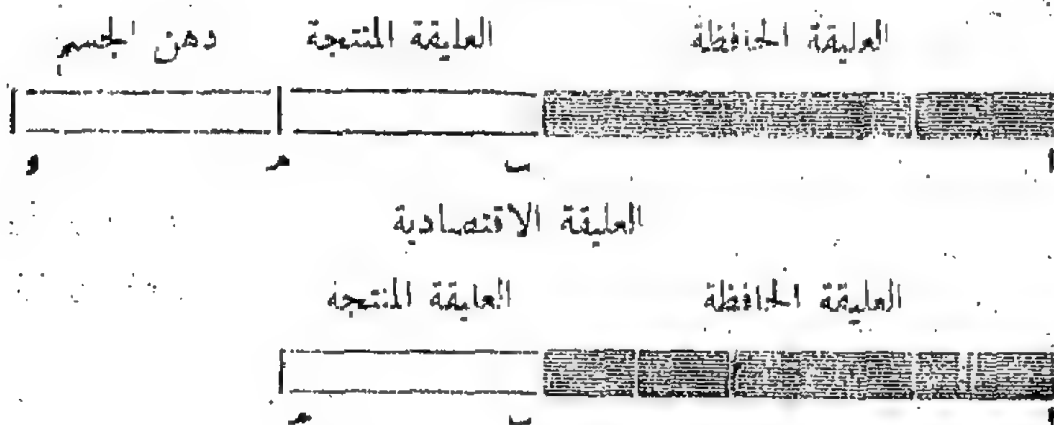 العليقة الحافظة العليقة المنتجة دهن الجسم
ا ب هـ و
العليقة الاقتصادية
العليقة الحافظة العليقة المنتجة
ا ب هـ